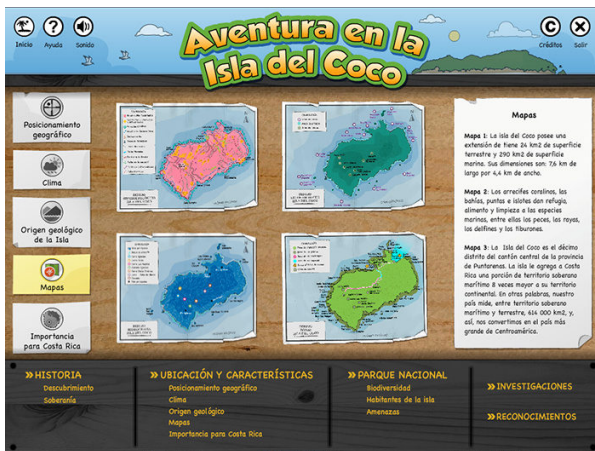 Aventura en la
Isla del Coco
Inicio
Ayuda
Sonido
Créditos
Salir
Posicionamiento
geográfico
Clima
Origen geológico
de la Isla
Mapas
Importancia
para Costa Rica
Mapas
Mapa 1: La isla del Coco posee una
extensión de tiene 24 km2 de superficie
terrestre y 290 km2 de superficie
marina. Sus dimensiones son: 7,6 km de
largo por 4,4 km de ancho.
Mapa 2: Los arrecifes coralinos, las
bahías, puntas e islotes dan refugio,
alimento y limpieza a las especies
marinas, entre ellas los peces, las rayas,
los delfines y los tiburones.
Mapa 3: La Isla del Coco es el décimo
distrito del cantón central de la provincia
de Puntarenas. La isla le agrega a Costa
Rica una porción de territorio soberano
marítimo 8 veces mayor a su territorio
continental. En otras palabras, nuestro
país mide, entre territorio soberano
marítimo y terrestre, 616 000 km2, y,
así, nos convertimos en el país más
grande de Centroamérica.
HISTORIA
Descubrimiento
Soberanía
UBICACIÓN Y CARACTERÍSTICAS
Posicionamiento geográfico
Clima
Origen geológico
Mapas
Importancia para Costa Rica
PARQUE NACIONAL
Biodiversidad
Habitantes de la isla
Amenazas
INVESTIGACIONES
RECONOCIMIENTOS